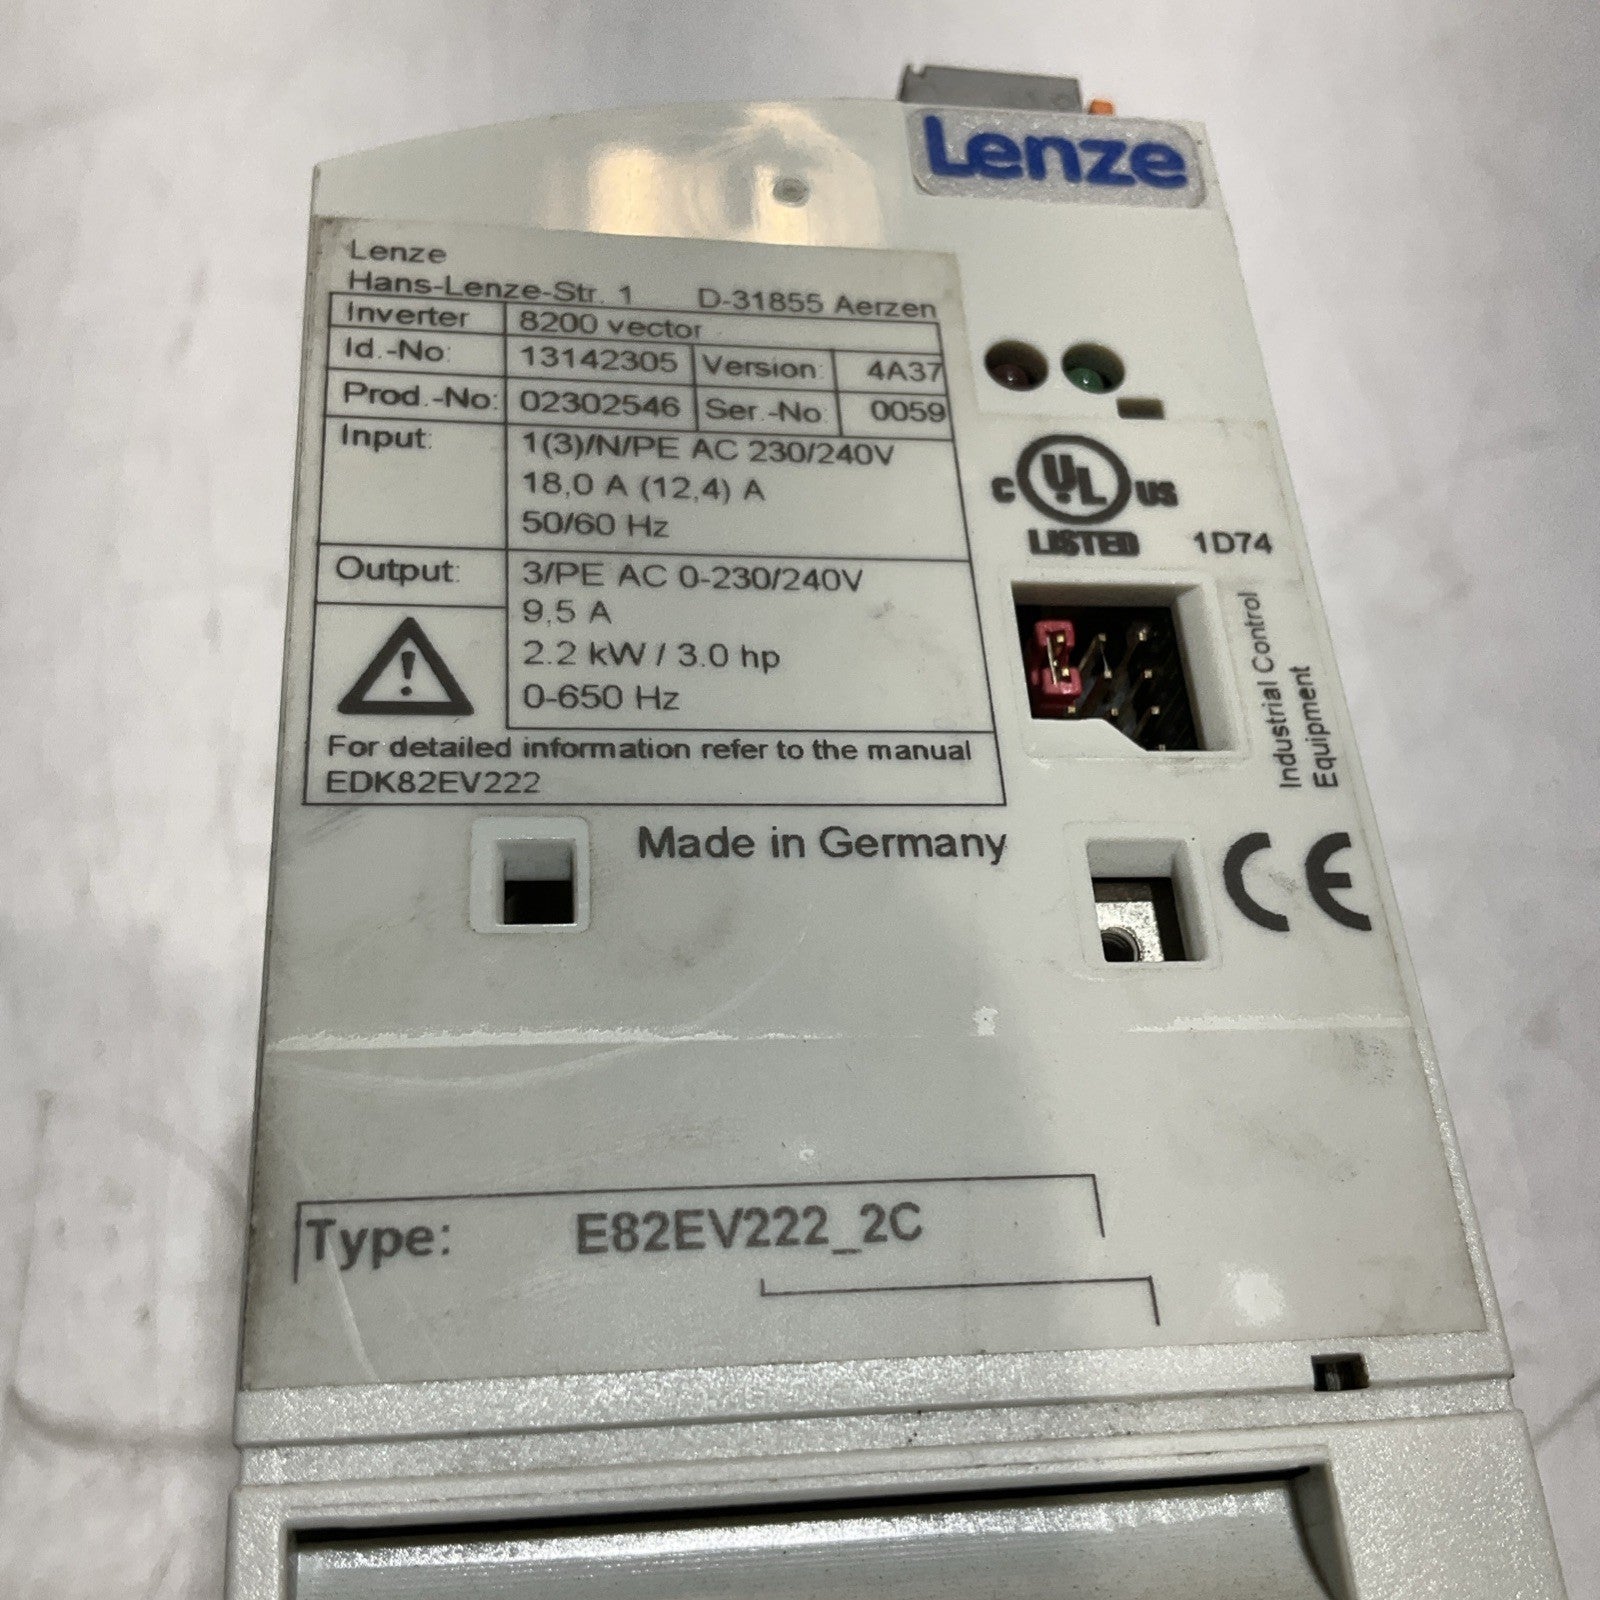 Lenze
Lenze
Hans-Lenze-Str. 1 D-31855 Aerzen
Inverter 8200 vector
Id.-No: 13142305 Version: 4A37
Prod.-No: 02302546 Ser.-No. 0059
Input: 1(3)/N/PE AC 230/240V
18,0 A (12,4) A
50/60 Hz
Output: 3/PE AC 0-230/240V
9,5 A
2.2 kW / 3.0 hp
0-650 Hz
For detailed information refer to the manual
EDK82EV222
C UL US
LISTED 1D74
Industrial Control
Equipment
Made in Germany
CE
Type: E82EV222_2C